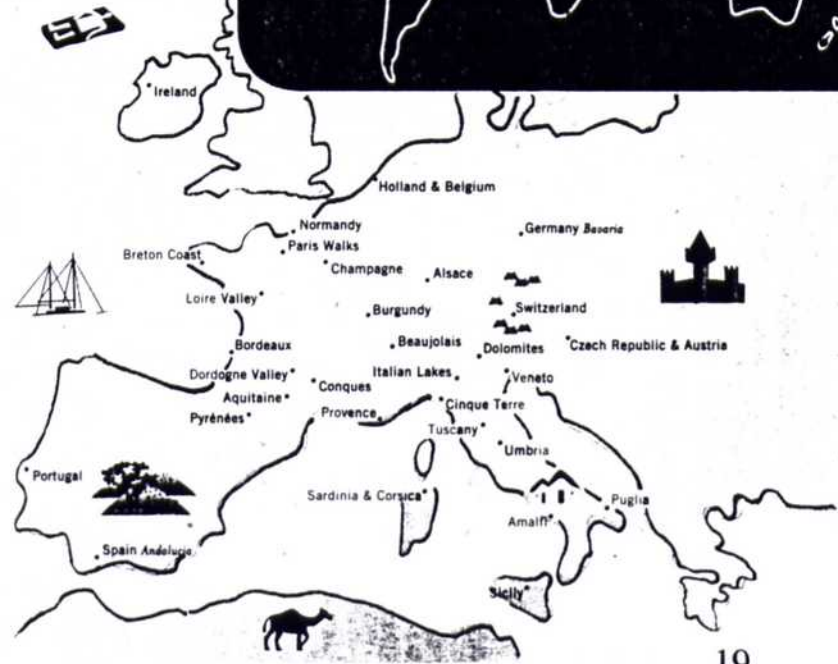 Ireland
Holland & Belgium
Normandy
Germany Bavaria
Paris Walks
Breton Coast
Champagne
Alsace
Loire Valley
Burgundy
Switzerland
Bordeaux
Beaujolais
Dolomites
Czech Republic & Austria
Dordogne Valley
Italian Lakes
Veneto
Conques
Aquitaine
Cinque Terre
Pyrénées
Provence
Tuscany
Umbria
Portugal
Sardinia & Corsica
Puglia
Amalfi
Spain Andalucia
Sicily
19